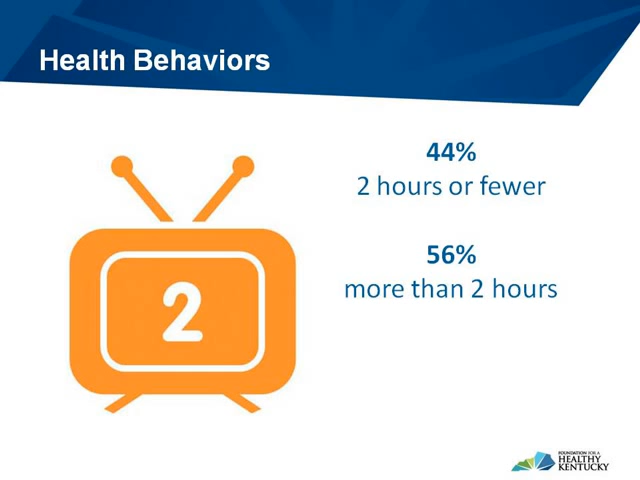 Health Behaviors
44%
2 hours or fewer
56%
more than 2 hours
2
FOUNDATION FOR A
HEALTHY
KENTUCKY